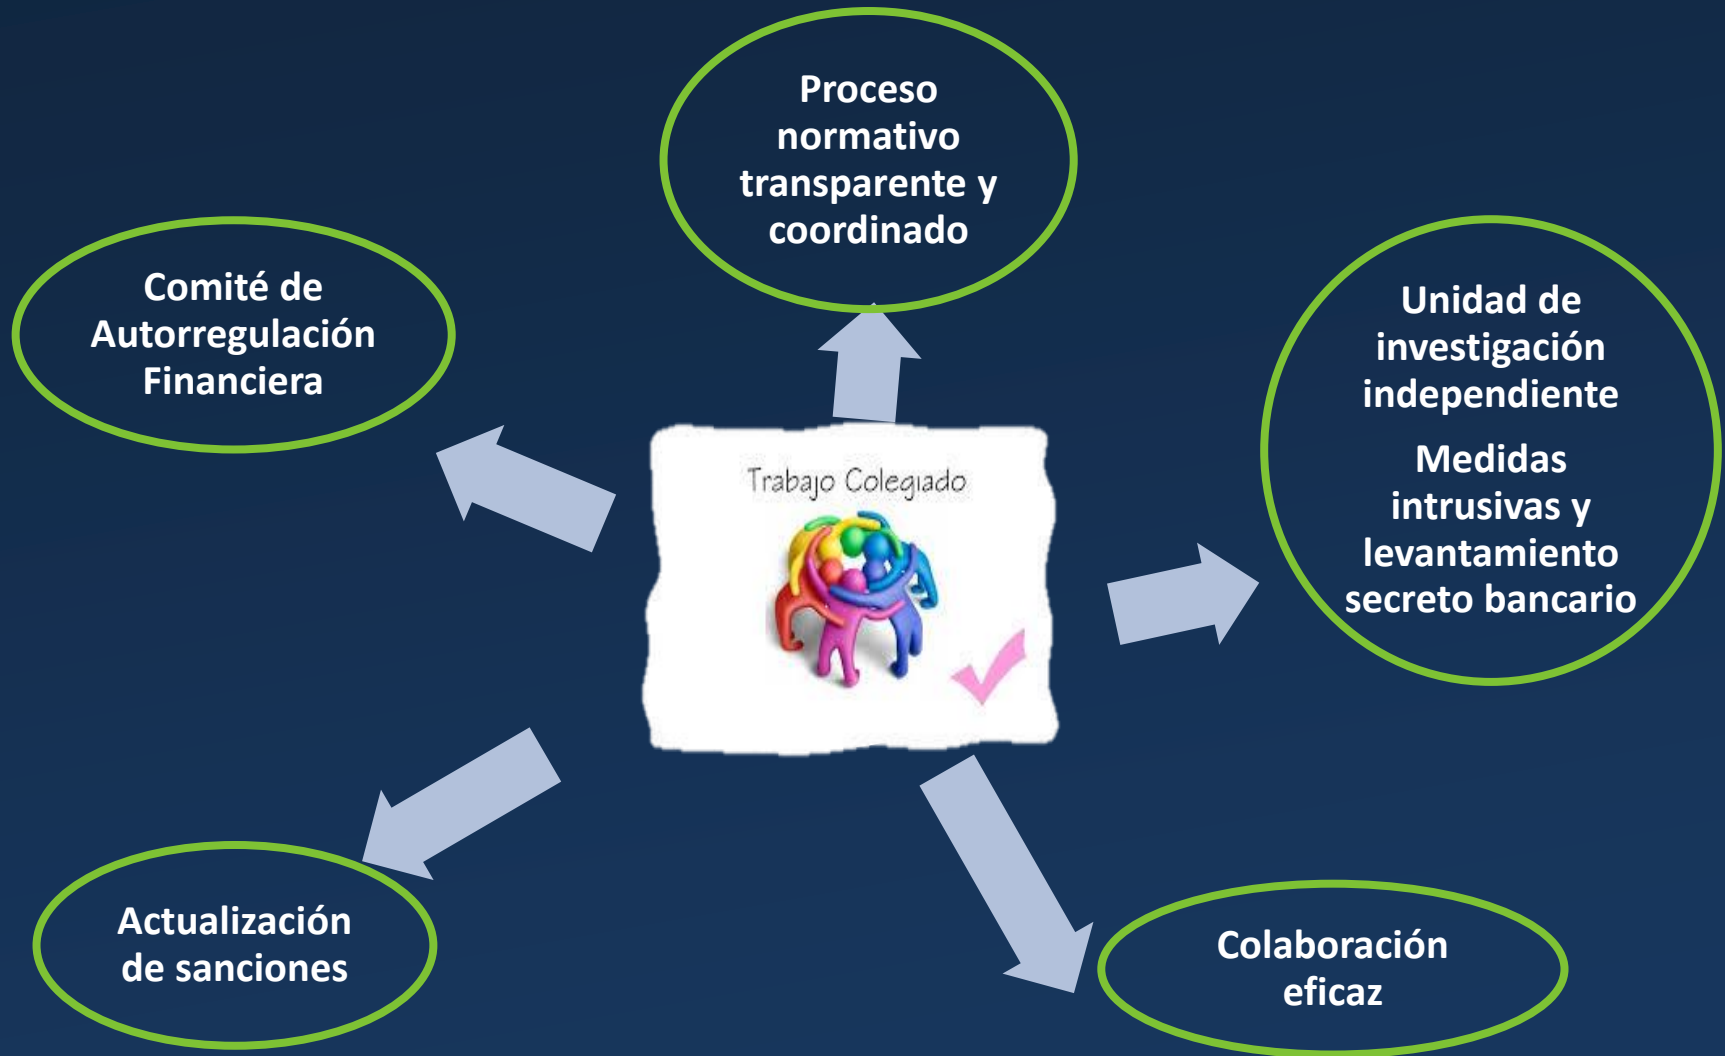 Proceso
normativo
transparente y
coordinado
Comité de
Autorregulación
Financiera
Unidad de
investigación
independiente
Medidas
intrusivas y
levantamiento
secreto bancario
Trabajo Colegiado
Actualización
de sanciones
Colaboración
eficaz